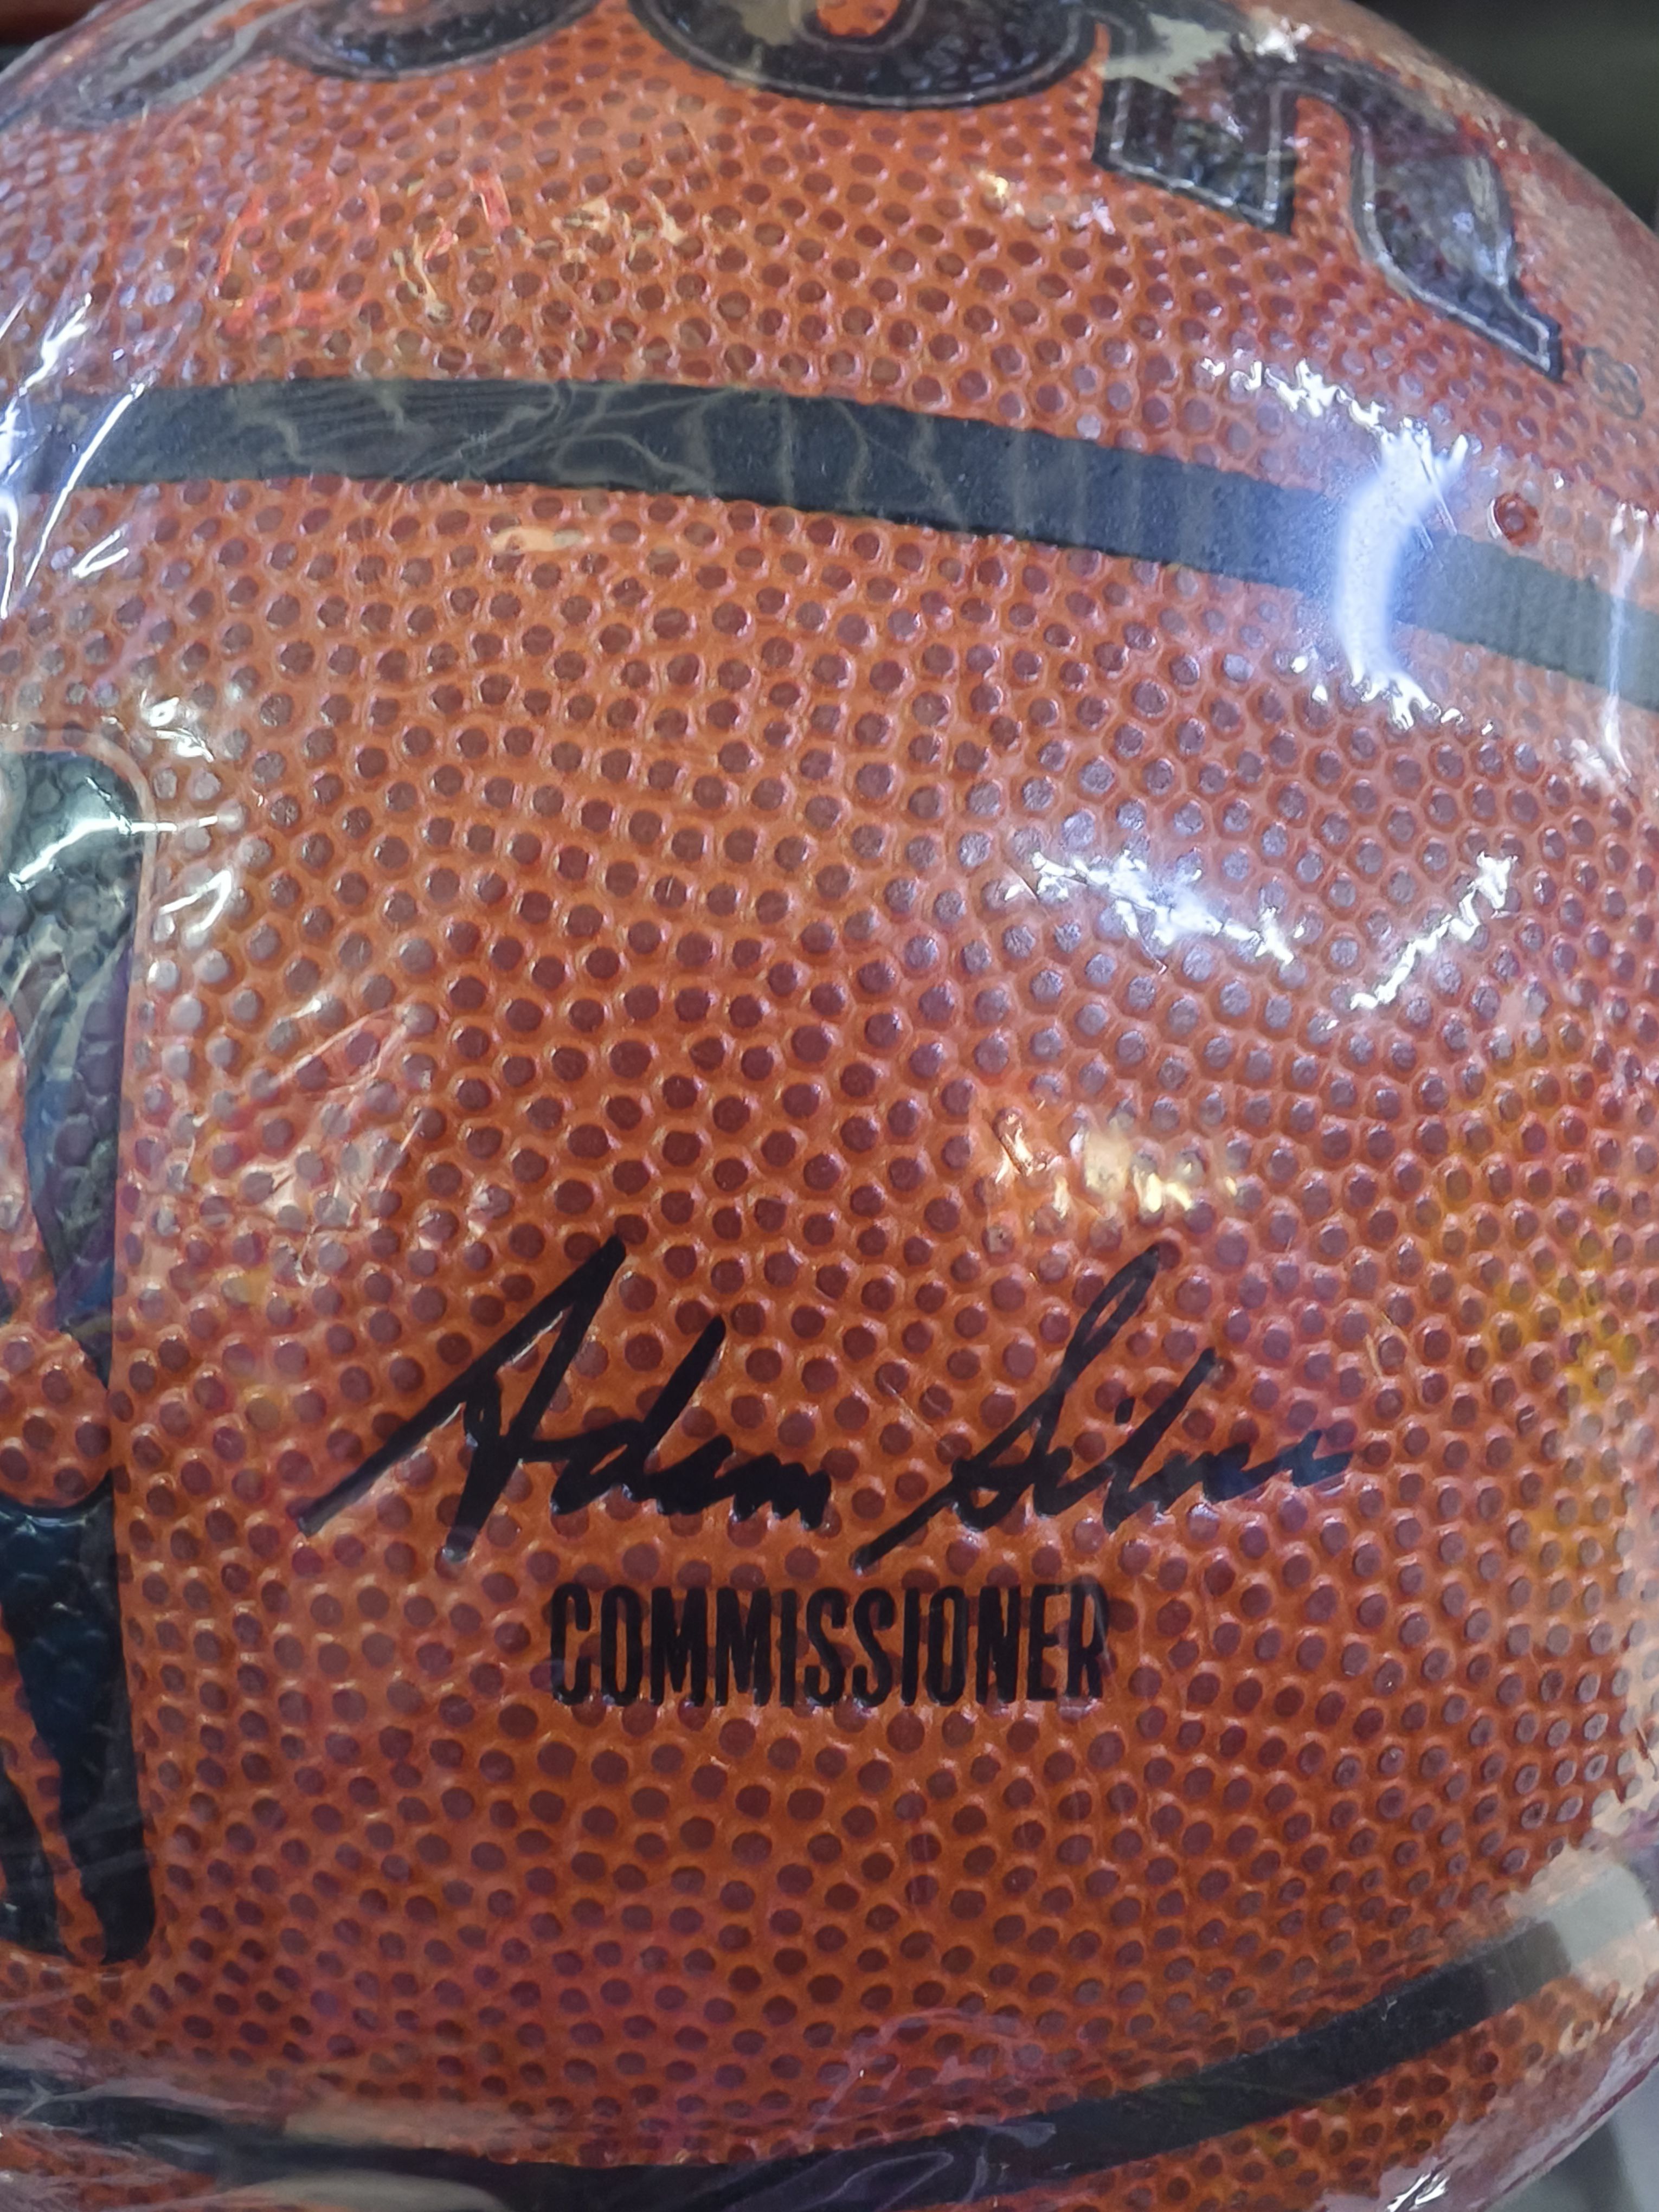 ®
Adam Silver
COMMISSIONER